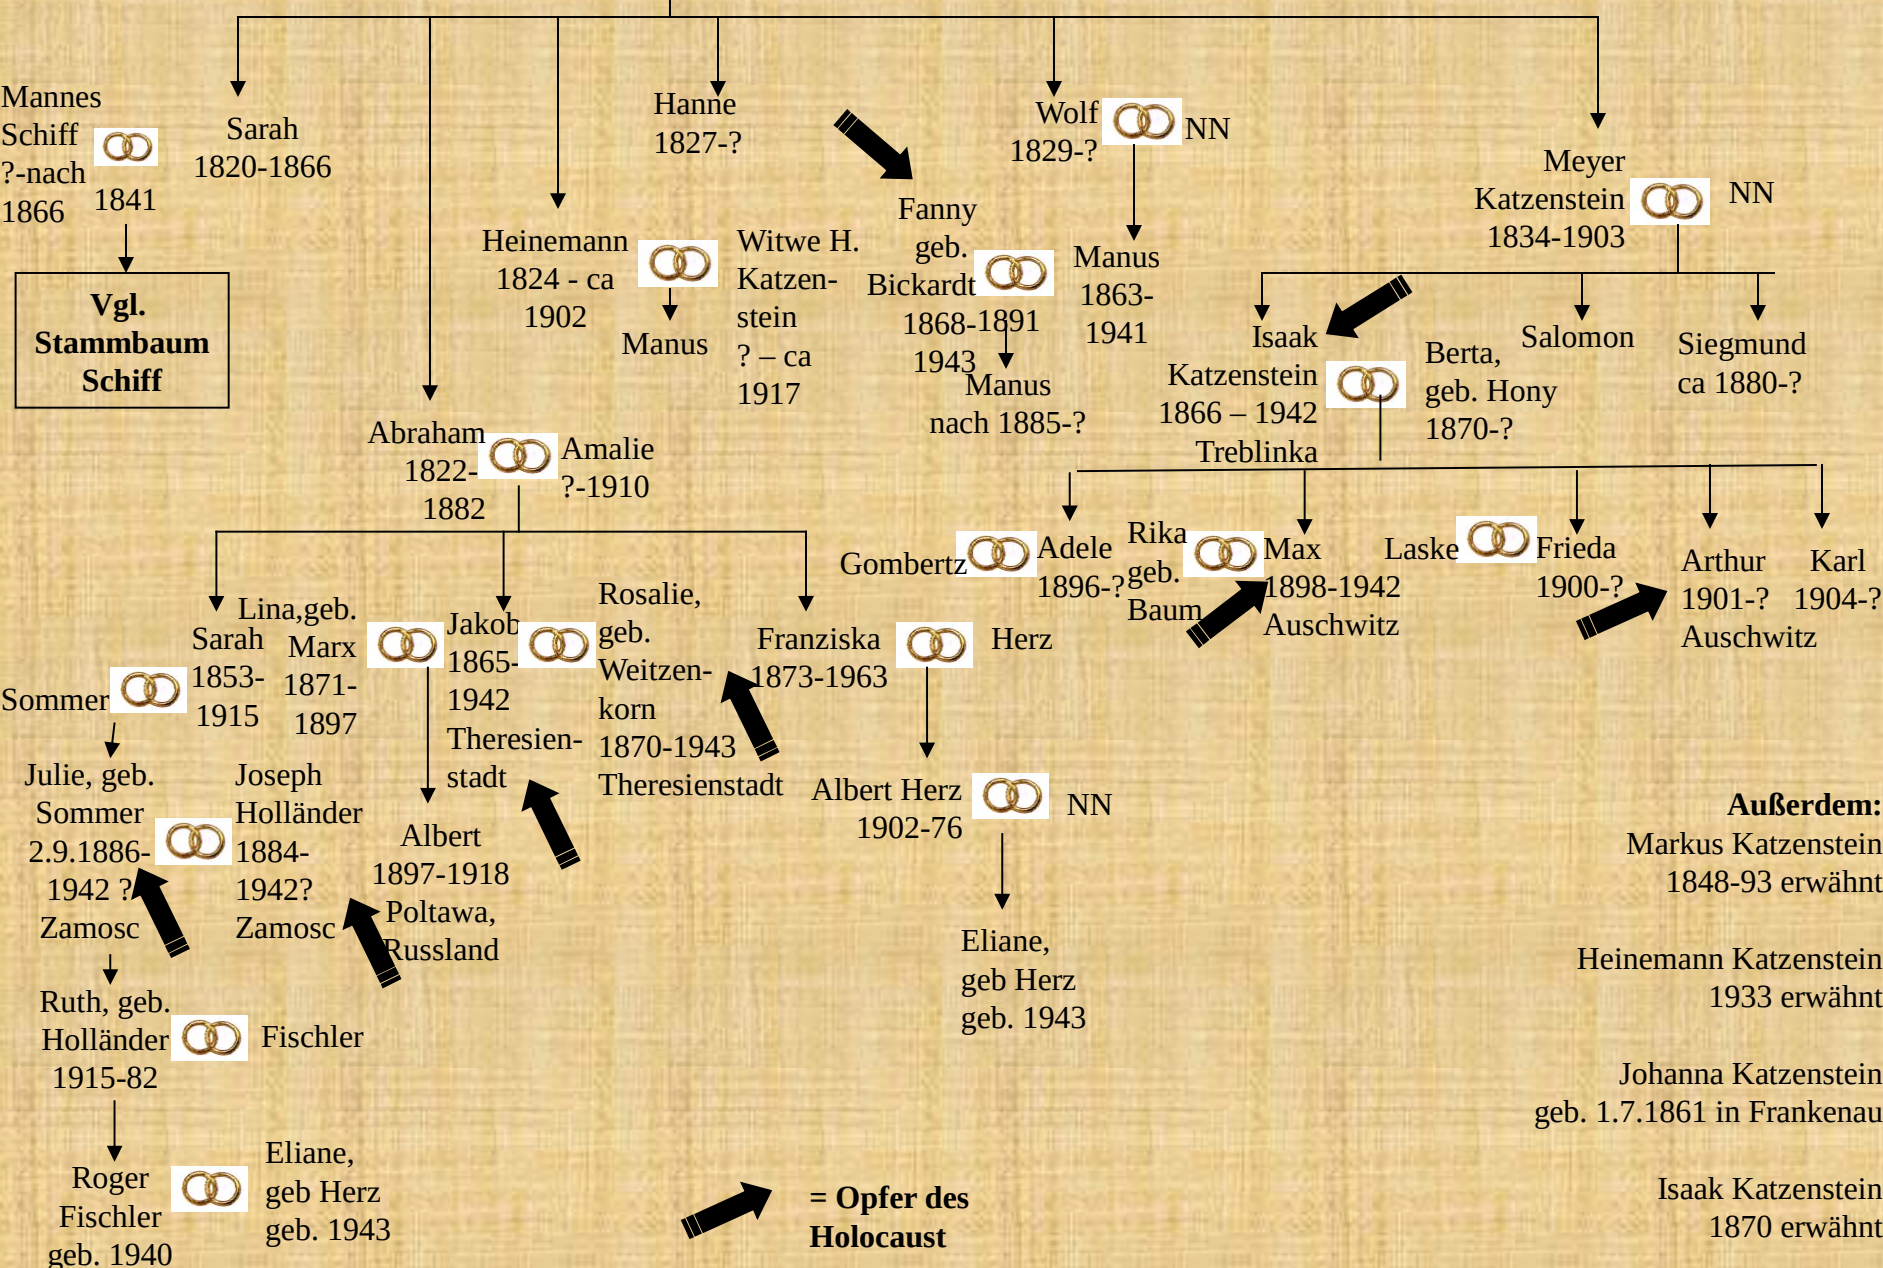 Mannes
Schiff
?-nach
1866
1841
Sarah
1820-1866
Vgl.
Stammbaum
Schiff
Hanne
1827-?
Heinemann
1824 - ca
1902
Witwe H.
Katzen-
stein
? – ca
1917
Manus
Fanny
geb.
Bickardt
1868-
1943
1891
Wolf
1829-?
NN
Manus
1863-
1941
Manus
nach 1885-?
Meyer
Katzenstein
1834-1903
NN
Isaak
Katzenstein
1866 – 1942
Treblinka
Berta,
geb. Hony
1870-?
Salomon
Siegmund
ca 1880-?
Abraham
1822-
1882
Amalie
?-1910
Gombertz
Adele
1896-?
Rika
geb.
Baum
Max
1898-1942
Auschwitz
Laske
Frieda
1900-?
Arthur
1901-?
Auschwitz
Karl
1904-?
Sommer
Sarah
1853-
1915
Lina,geb.
Marx
1871-
1897
Jakob
1865-
1942
Theresien-
stadt
Rosalie,
geb.
Weitzen-
korn
1870-1943
Theresienstadt
Franziska
1873-1963
Herz
Julie, geb.
Sommer
2.9.1886-
1942 ?
Zamosc
Joseph
Holländer
1884-
1942?
Zamosc
Albert
1897-1918
Poltawa,
Russland
Albert Herz
1902-76
NN
Eliane,
geb Herz
geb. 1943
Ruth, geb.
Holländer
1915-82
Fischler
Roger
Fischler
geb. 1940
Eliane,
geb Herz
geb. 1943
= Opfer des
Holocaust
Außerdem:
Markus Katzenstein
1848-93 erwähnt
Heinemann Katzenstein
1933 erwähnt
Johanna Katzenstein
geb. 1.7.1861 in Frankenau
Isaak Katzenstein
1870 erwähnt